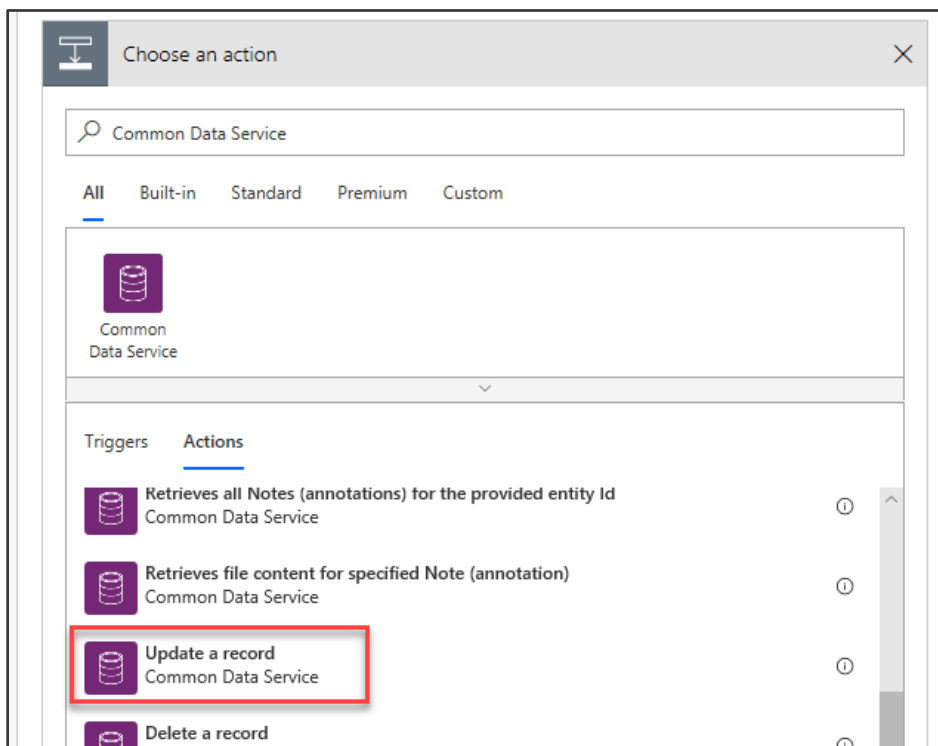 Choose an action
Common Data Service
All Built-in Standard Premium Custom
Common
Data Service
Triggers Actions
Retrieves all Notes (annotations) for the provided entity Id
Common Data Service
Retrieves file content for specified Note (annotation)
Common Data Service
Update a record
Common Data Service
Delete a record